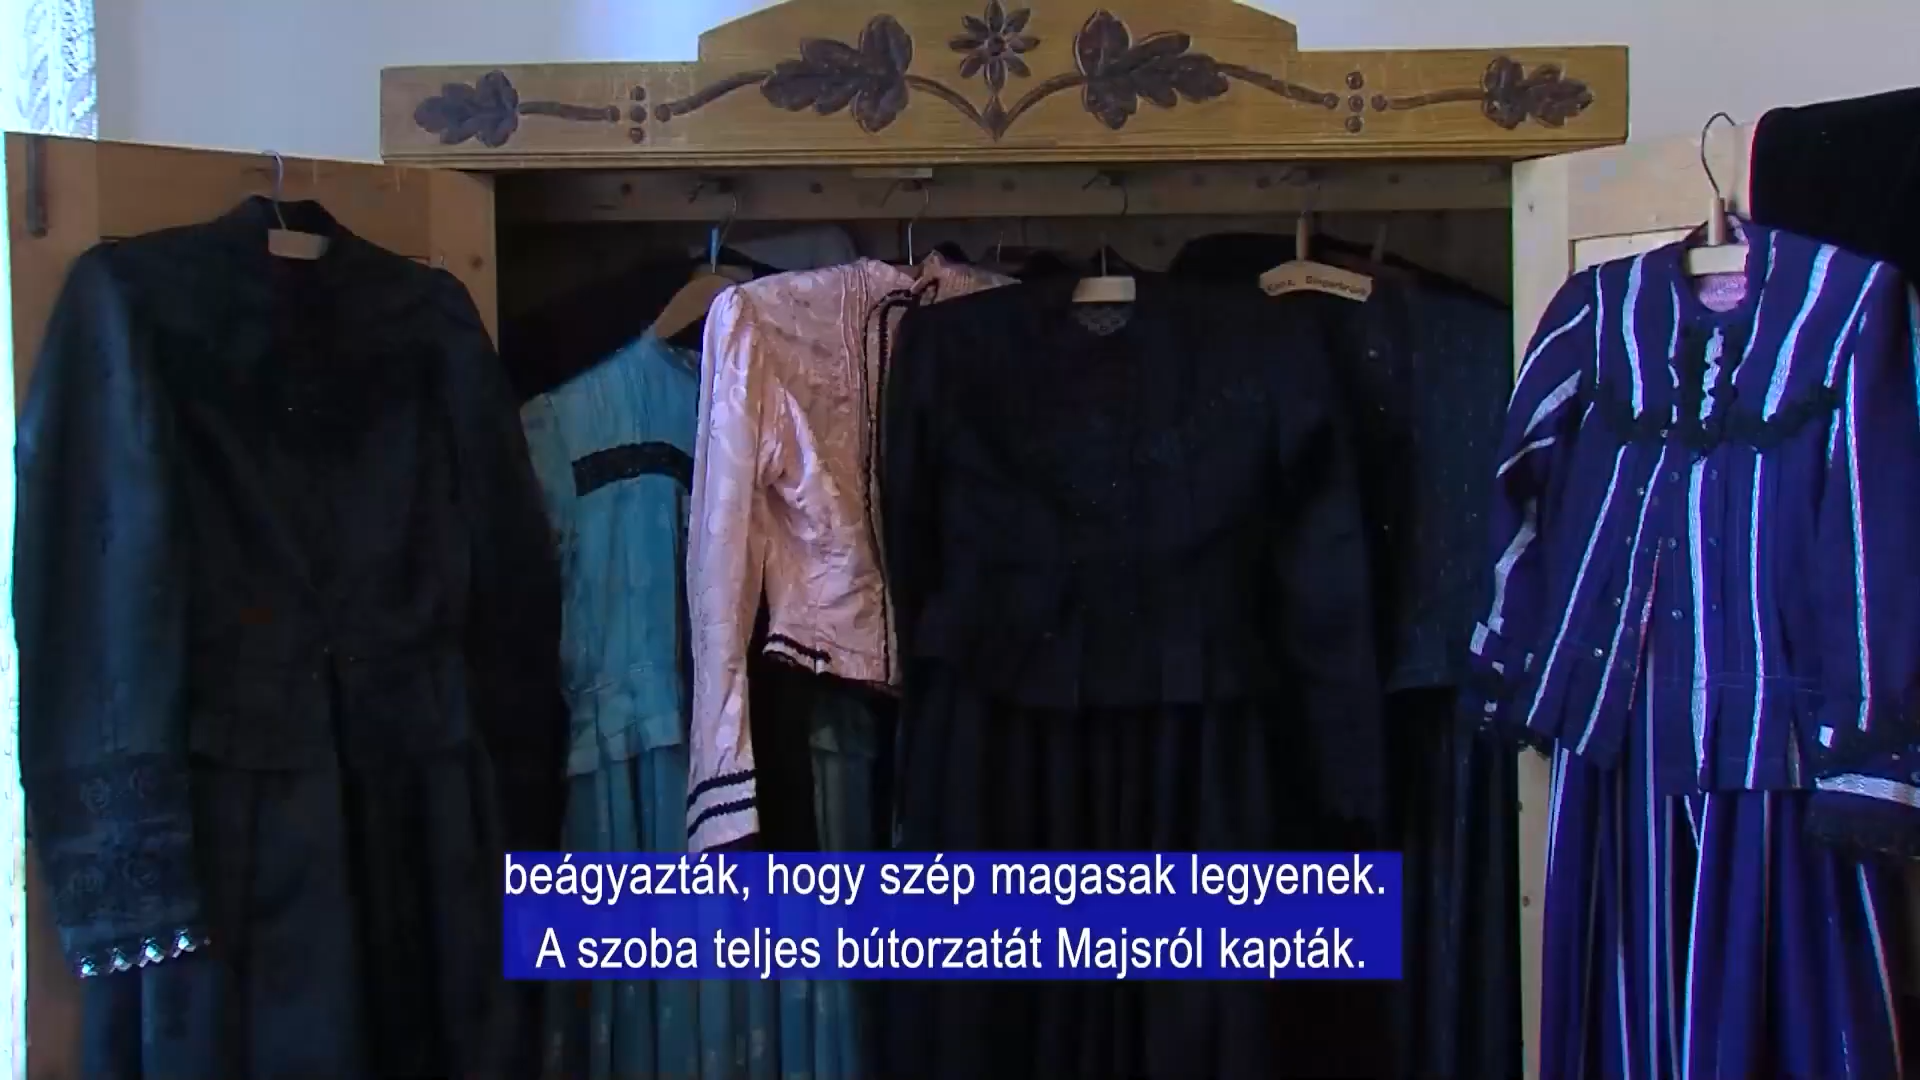 beágyazták, hogy szép magasak legyenek.
A szoba teljes bútorzatát Majsról kapták.